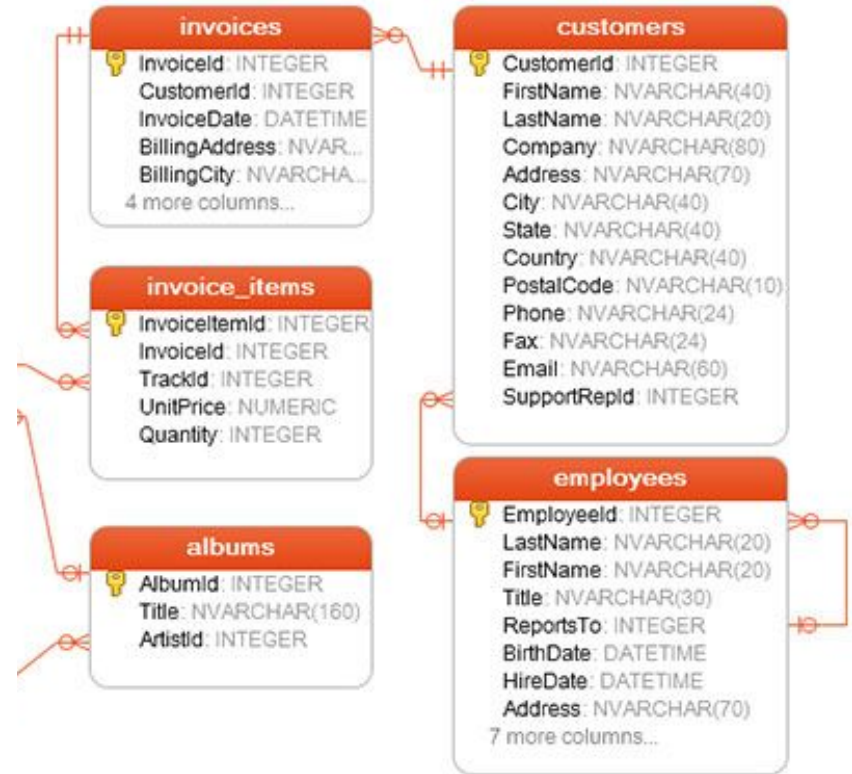 invoices
InvoiceId: INTEGER
CustomerId: INTEGER
InvoiceDate: DATETIME
BillingAddress: NVAR...
BillingCity: NVARCHA...
4 more columns...
customers
CustomerId: INTEGER
FirstName: NVARCHAR(40)
LastName: NVARCHAR(20)
Company: NVARCHAR(80)
Address: NVARCHAR(70)
City: NVARCHAR(40)
State: NVARCHAR(40)
Country: NVARCHAR(40)
PostalCode: NVARCHAR(10)
Phone: NVARCHAR(24)
Fax: NVARCHAR(24)
Email: NVARCHAR(60)
SupportRepId: INTEGER
invoice_items
InvoiceItemId: INTEGER
InvoiceId: INTEGER
TrackId: INTEGER
UnitPrice: NUMERIC
Quantity: INTEGER
employees
EmployeeId: INTEGER
LastName: NVARCHAR(20)
FirstName: NVARCHAR(20)
Title: NVARCHAR(30)
ReportsTo: INTEGER
BirthDate: DATETIME
HireDate: DATETIME
Address: NVARCHAR(70)
7 more columns...
albums
AlbumId: INTEGER
Title: NVARCHAR(160)
ArtistId: INTEGER